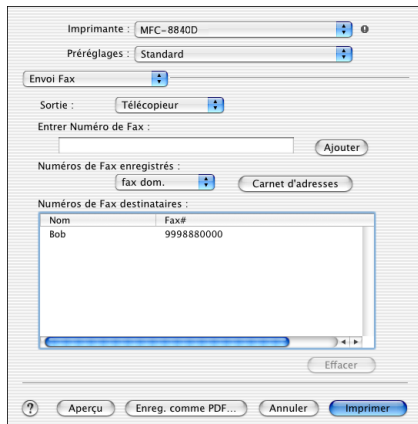 Imprimante : MFC-8840D
Préréglages : Standard
Envoi Fax
Sortie : Télécopieur
Entrer Numéro de Fax :
Ajouter
Numéros de Fax enregistrés :
fax dom. Carnet d'adresses
Numéros de Fax destinataires :
Nom Fax#
Bob 9998880000
Effacer
? Aperçu Enreg. comme PDF... Annuler Imprimer